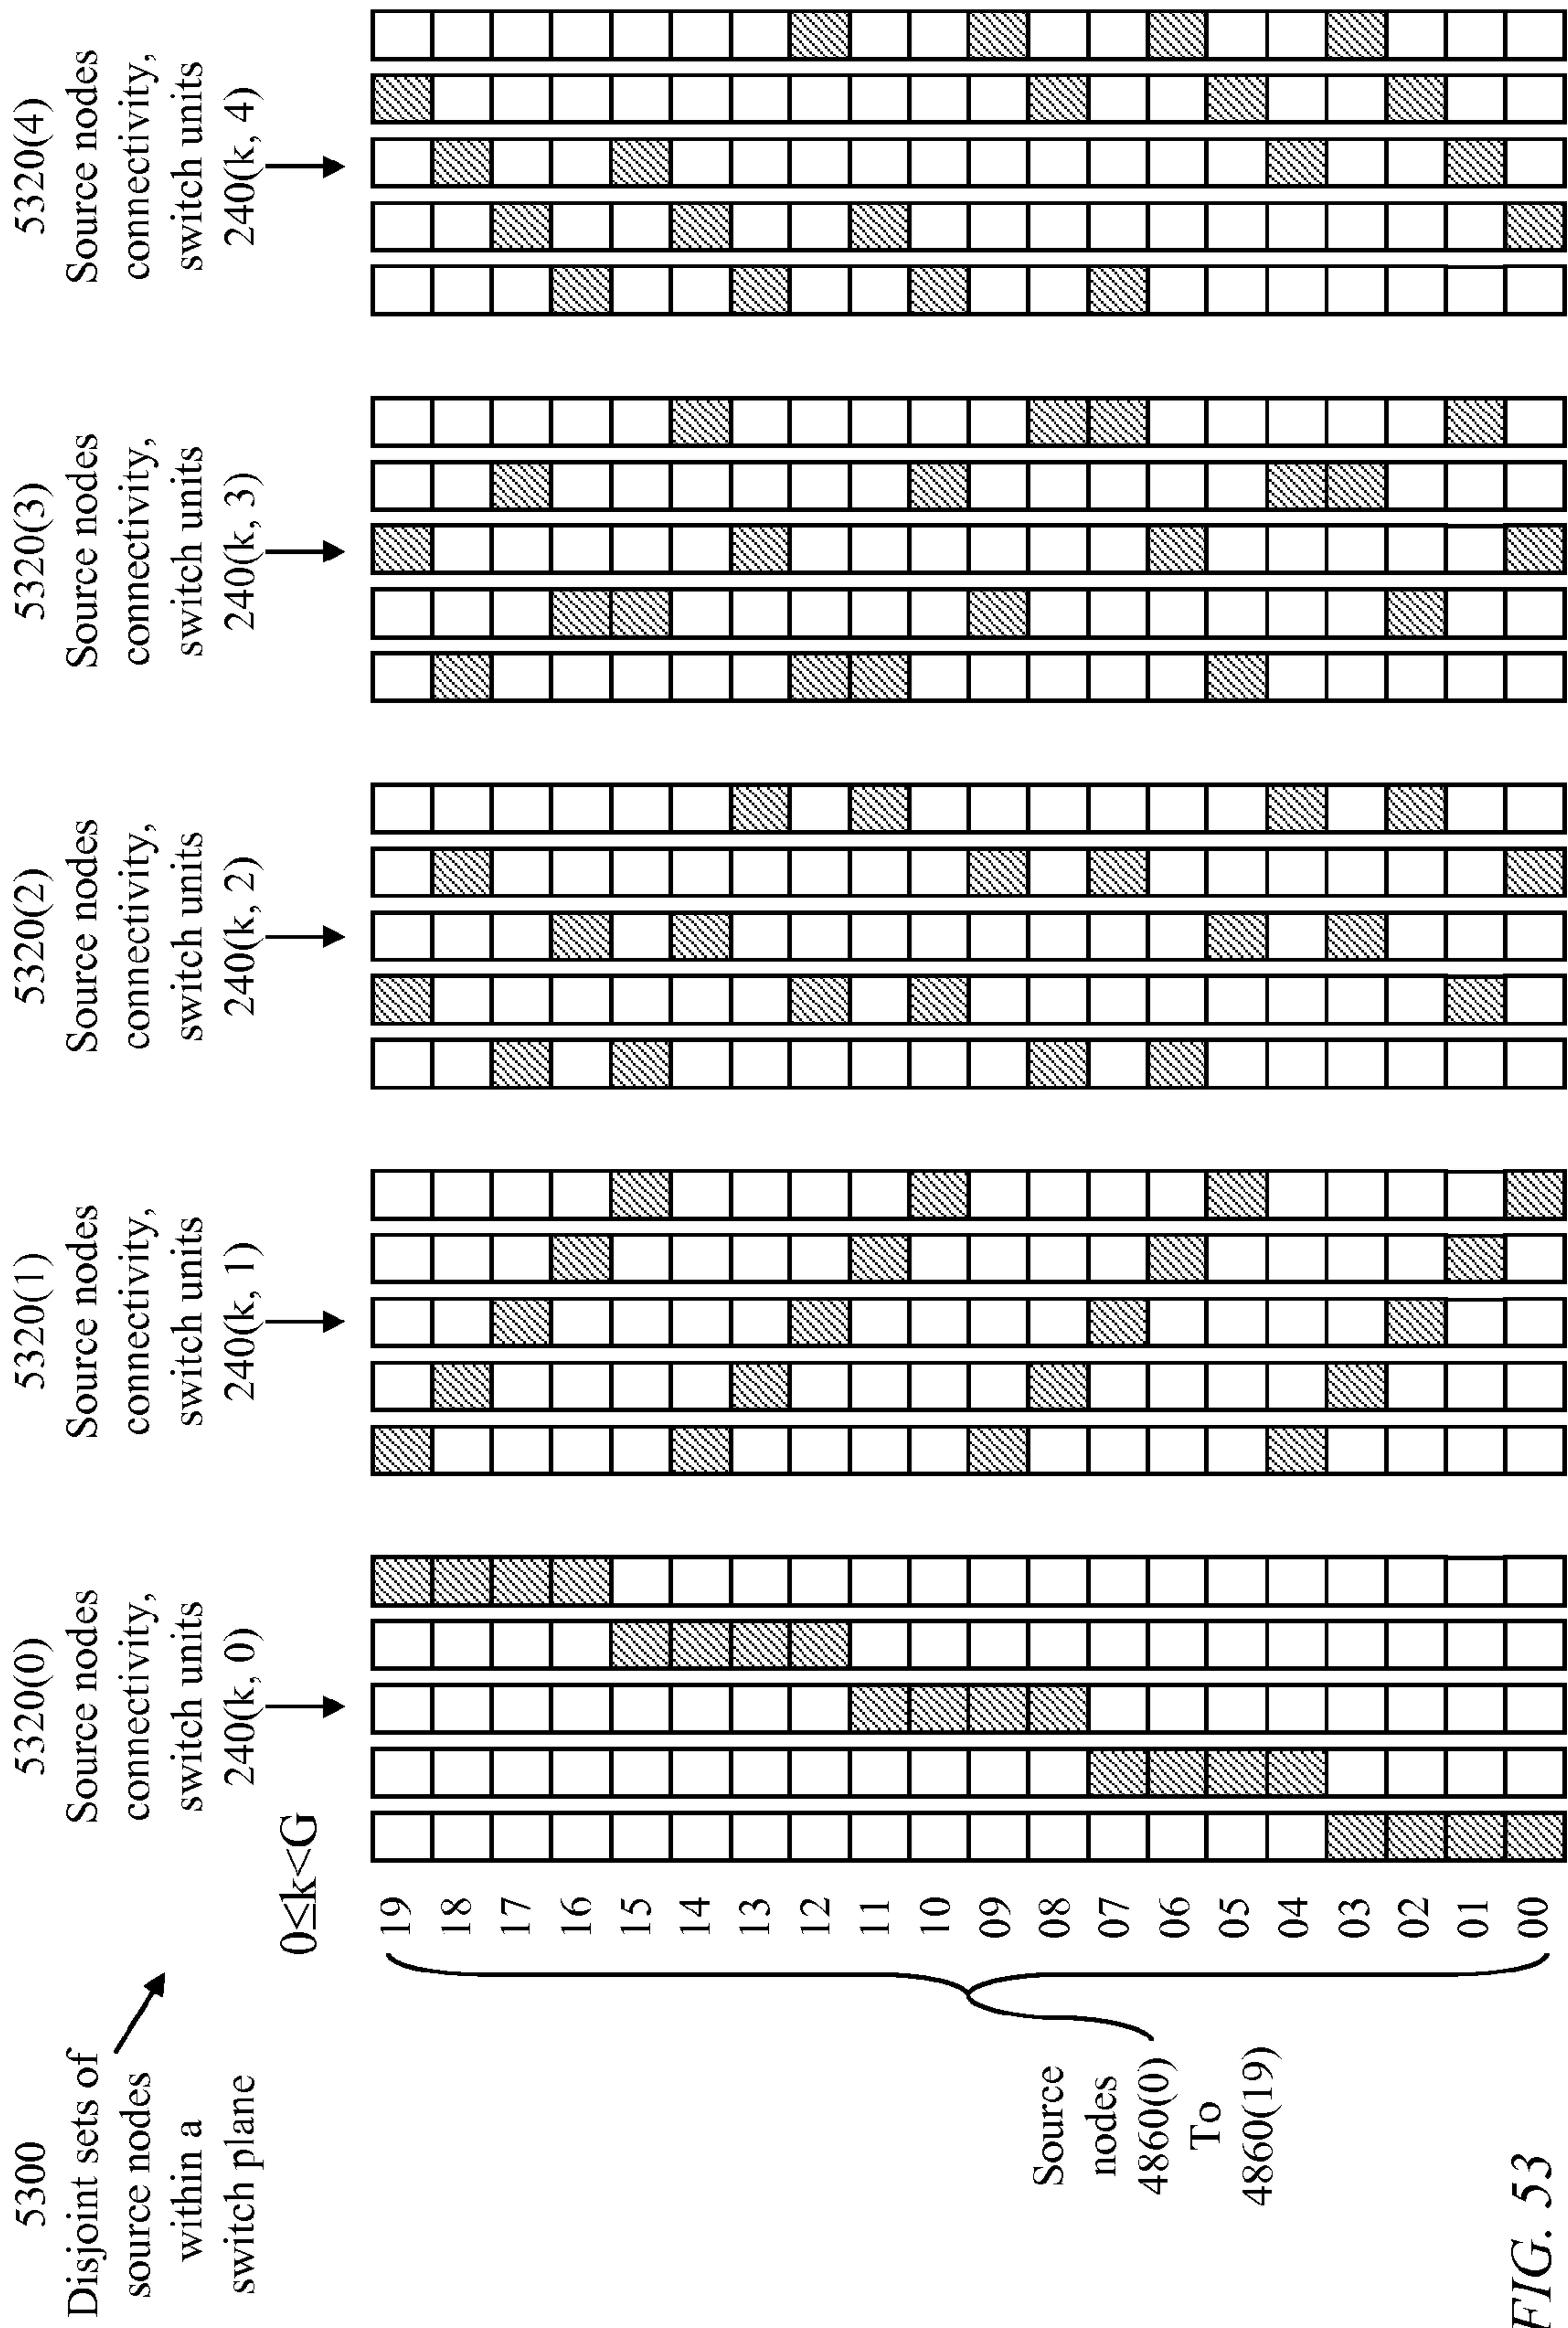 5300
Disjoint sets of
source nodes
within a
switch plane
0≤k<G
5320(0)
Source nodes
connectivity,
switch units
240(k, 0)
5320(1)
Source nodes
connectivity,
switch units
240(k, 1)
5320(2)
Source nodes
connectivity,
switch units
240(k, 2)
5320(3)
Source nodes
connectivity,
switch units
240(k, 3)
5320(4)
Source nodes
connectivity,
switch units
240(k, 4)
19
18
17
16
15
14
13
12
11
10
09
08
07
06
05
04
03
02
01
00
Source
nodes
4860(0)
To
4860(19)
FIG. 53